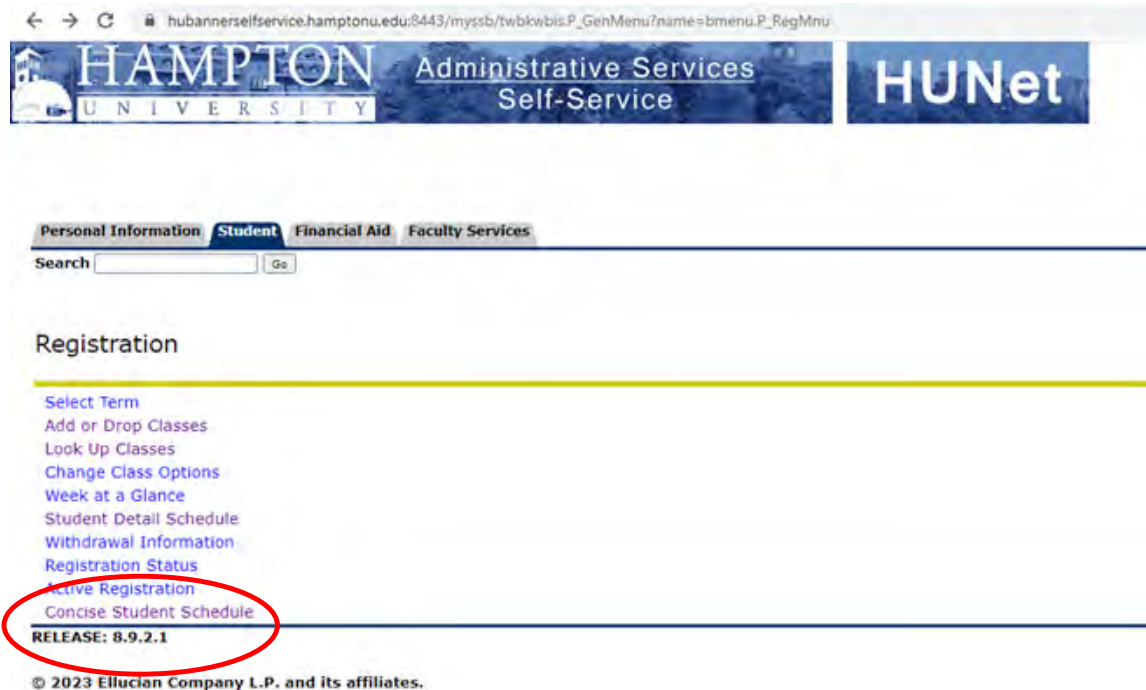 hubannerselfservice.hamptonu.edu:8443/myssb/twbkwbis.P_GenMenu?name=bmenu.P_RegMnu
HAMPTON
UNIVERSITY
Administrative Services
Self-Service
HUNet
Personal Information Student Financial Aid Faculty Services
Search Go
Registration
Select Term
Add or Drop Classes
Look Up Classes
Change Class Options
Week at a Glance
Student Detail Schedule
Withdrawal Information
Registration Status
Active Registration
Concise Student Schedule
RELEASE: 8.9.2.1
© 2023 Ellucian Company L.P. and its affiliates.